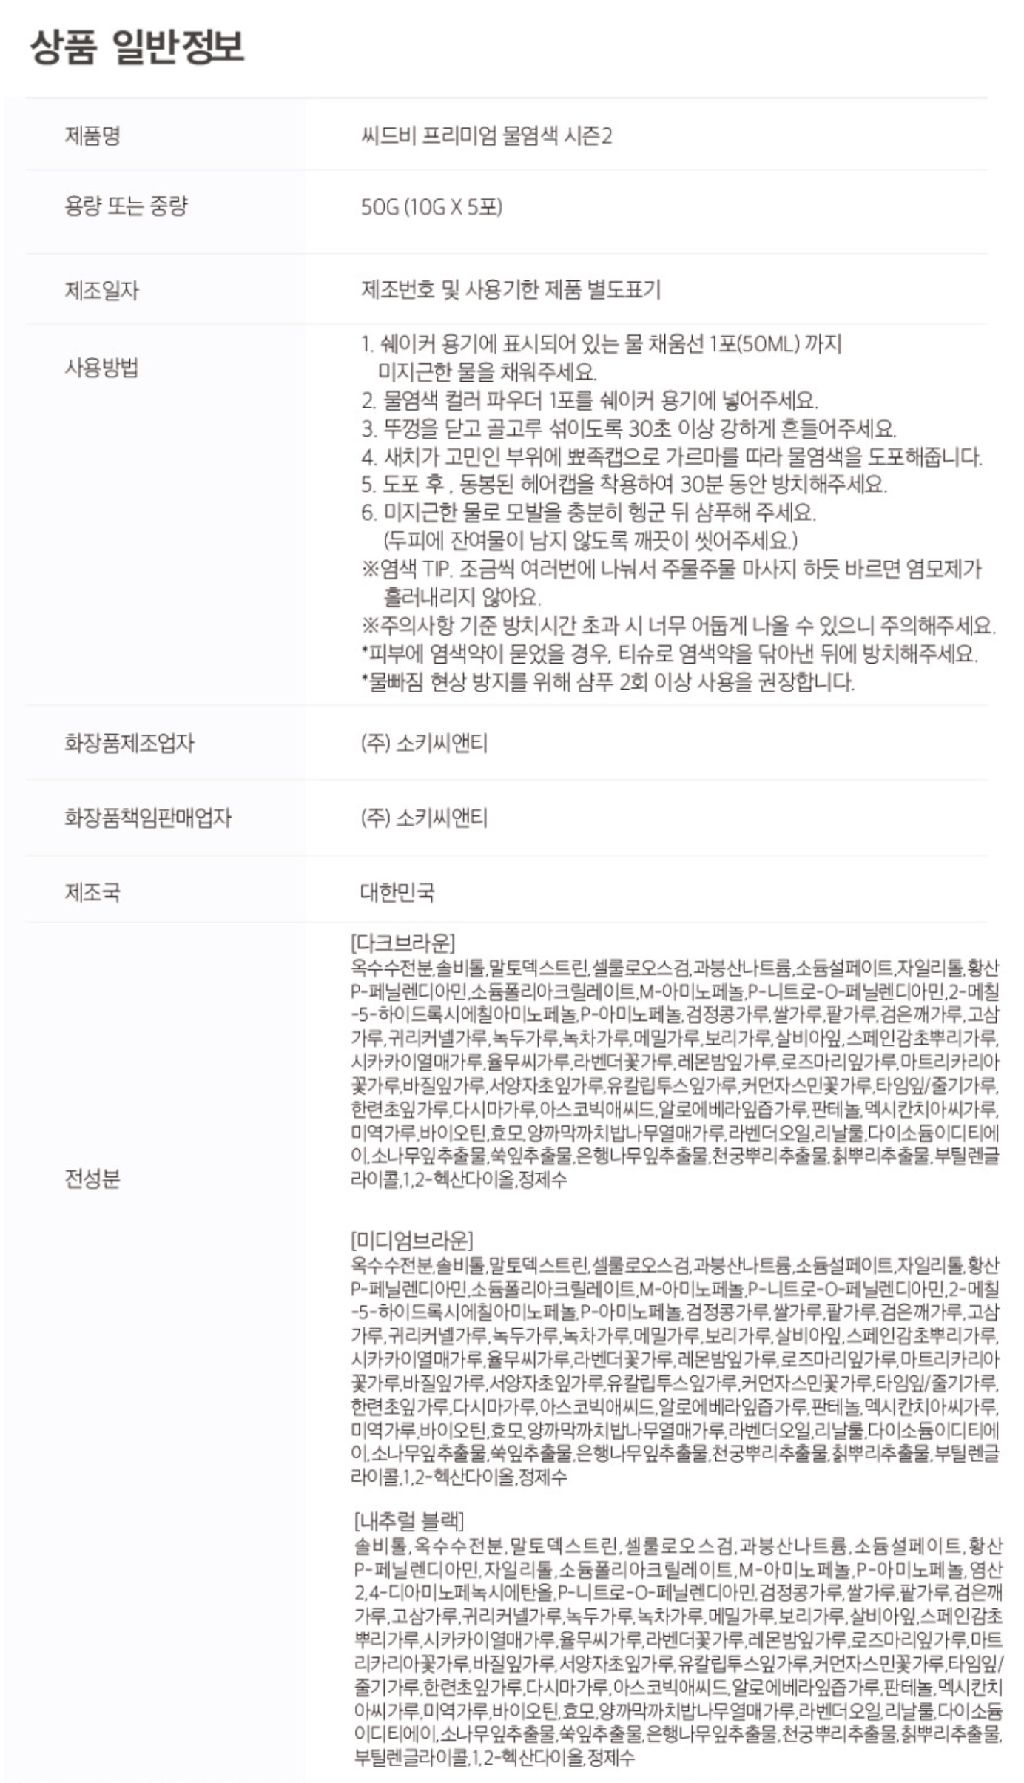 상품 일반정보
제품명
씨드비 프리미엄 물염색 시즌2
용량 또는 중량
50G (10G X 5포)
제조일자
제조번호 및 사용기한 제품 별도표기
사용방법
1. 쉐이커 용기에 표시되어 있는 물 채움선 1포(50ML) 까지
미지근한 물을 채워주세요.
2. 물염색 컬러 파우더 1포를 쉐이커 용기에 넣어주세요.
3. 뚜껑을 닫고 골고루 섞이도록 30초 이상 강하게 흔들어주세요.
4. 새치가 고민인 부위에 뾰족캡으로 가르마를 따라 물염색을 도포해줍니다.
5. 도포 후 , 동봉된 헤어캡을 착용하여 30분 동안 방치해주세요.
6. 미지근한 물로 모발을 충분히 헹군 뒤 샴푸해 주세요.
(두피에 잔여물이 남지 않도록 깨끗이 씻어주세요.)
※염색 TIP. 조금씩 여러번에 나눠서 주물주물 마사지 하듯 바르면 염모제가
흘러내리지 않아요.
※주의사항 기준 방치시간 초과 시 너무 어둡게 나올 수 있으니 주의해주세요.
*피부에 염색약이 묻었을 경우, 티슈로 염색약을 닦아낸 뒤에 방치해주세요.
*물빠짐 현상 방지를 위해 샴푸 2회 이상 사용을 권장합니다.
화장품제조업자
(주) 소키씨앤티
화장품책임판매업자
(주) 소키씨앤티
제조국
대한민국
전성분
[다크브라운]
옥수수전분,솔비톨,말토덱스트린,셀룰로오스검,과붕산나트륨,소듐설페이트,자일리톨,황산
P-페닐렌디아민,소듐폴리아크릴레이트,M-아미노페놀,P-니트로-O-페닐렌디아민,2-메칠
-5-하이드록시에칠아미노페놀,P-아미노페놀,검정콩가루,쌀가루,팥가루,검은깨가루,고삼
가루,귀리커넬가루,녹두가루,녹차가루,메밀가루,보리가루,살비아잎,스페인감초뿌리가루,
시카카이열매가루,율무씨가루,라벤더꽃가루,레몬밤잎가루,로즈마리잎가루,마트리카리아
꽃가루,바질잎가루,서양자초잎가루,유칼립투스잎가루,커먼자스민꽃가루,타임잎/줄기가루,
한련초잎가루,다시마가루,아스코빅애씨드,알로에베라잎즙가루,판테놀,멕시칸치아씨가루,
미역가루,바이오틴,효모,양까막까치밥나무열매가루,라벤더오일,리날룰,다이소듐이디티에
이,소나무잎추출물,쑥잎추출물,은행나무잎추출물,천궁뿌리추출물,칡뿌리추출물,부틸렌글
라이콜,1,2-헥산다이올,정제수
[미디엄브라운]
옥수수전분,솔비톨,말토덱스트린,셀룰로오스검,과붕산나트륨,소듐설페이트,자일리톨,황산
P-페닐렌디아민,소듐폴리아크릴레이트,M-아미노페놀,P-니트로-O-페닐렌디아민,2-메칠
-5-하이드록시에칠아미노페놀,P-아미노페놀,검정콩가루,쌀가루,팥가루,검은깨가루,고삼
가루,귀리커넬가루,녹두가루,녹차가루,메밀가루,보리가루,살비아잎,스페인감초뿌리가루,
시카카이열매가루,율무씨가루,라벤더꽃가루,레몬밤잎가루,로즈마리잎가루,마트리카리아
꽃가루,바질잎가루,서양자초잎가루,유칼립투스잎가루,커먼자스민꽃가루,타임잎/줄기가루,
한련초잎가루,다시마가루,아스코빅애씨드,알로에베라잎즙가루,판테놀,멕시칸치아씨가루,
미역가루,바이오틴,효모,양까막까치밥나무열매가루,라벤더오일,리날룰,다이소듐이디티에
이,소나무잎추출물,쑥잎추출물,은행나무잎추출물,천궁뿌리추출물,칡뿌리추출물,부틸렌글
라이콜,1,2-헥산다이올,정제수
[내추럴 블랙]
솔비톨,옥수수전분,말토덱스트린,셀룰로오스검,과붕산나트륨,소듐설페이트,황산
P-페닐렌디아민,자일리톨,소듐폴리아크릴레이트,M-아미노페놀,P-아미노페놀,염산
2,4-디아미노페녹시에탄올,P-니트로-O-페닐렌디아민,검정콩가루,쌀가루,팥가루,검은깨
가루,고삼가루,귀리커넬가루,녹두가루,녹차가루,메밀가루,보리가루,살비아잎,스페인감초
뿌리가루,시카카이열매가루,율무씨가루,라벤더꽃가루,레몬밤잎가루,로즈마리잎가루,마트
리카리아꽃가루,바질잎가루,서양자초잎가루,유칼립투스잎가루,커먼자스민꽃가루,타임잎/
줄기가루,한련초잎가루,다시마가루,아스코빅애씨드,알로에베라잎즙가루,판테놀,멕시칸치
아씨가루,미역가루,바이오틴,효모,양까막까치밥나무열매가루,라벤더오일,리날룰,다이소듐
이디티에이,소나무잎추출물,쑥잎추출물,은행나무잎추출물,천궁뿌리추출물,칡뿌리추출물,
부틸렌글라이콜,1,2-헥산다이올,정제수